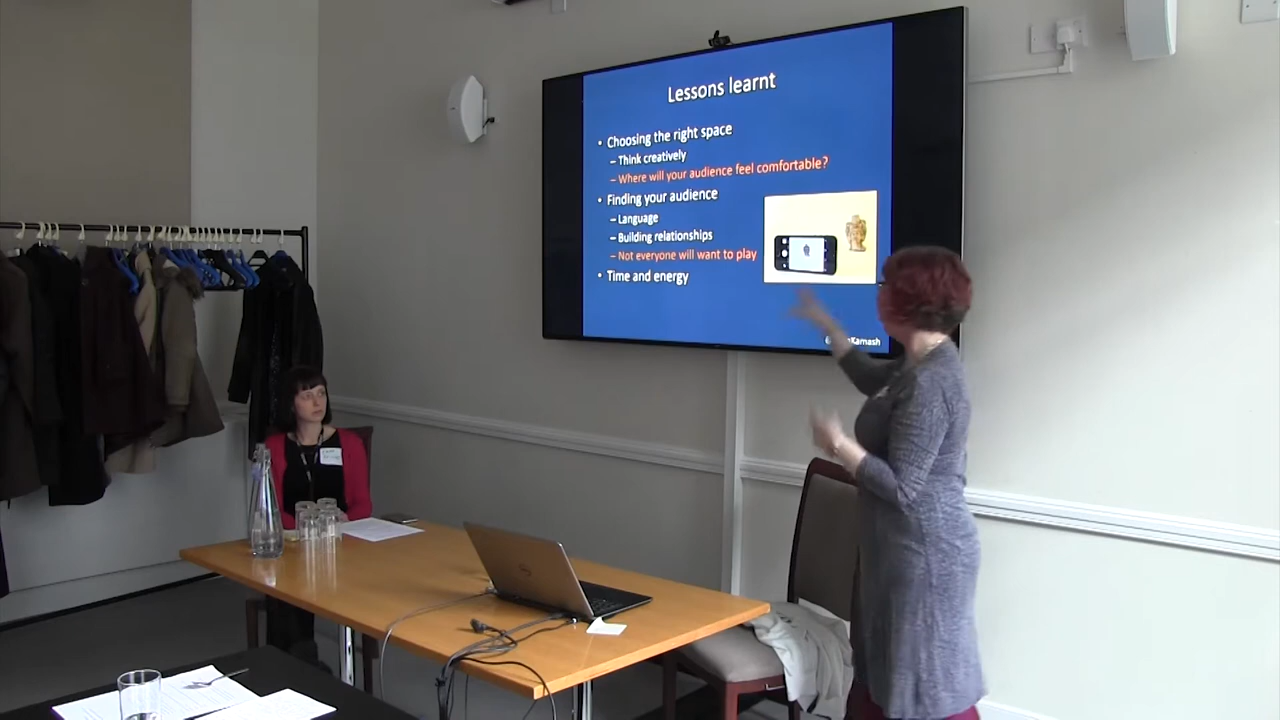 Lessons learnt
• Choosing the right space
– Think creatively
– Where will your audience feel comfortable?
• Finding your audience
– Language
– Building relationships
– Not everyone will want to play
• Time and energy
Kamash